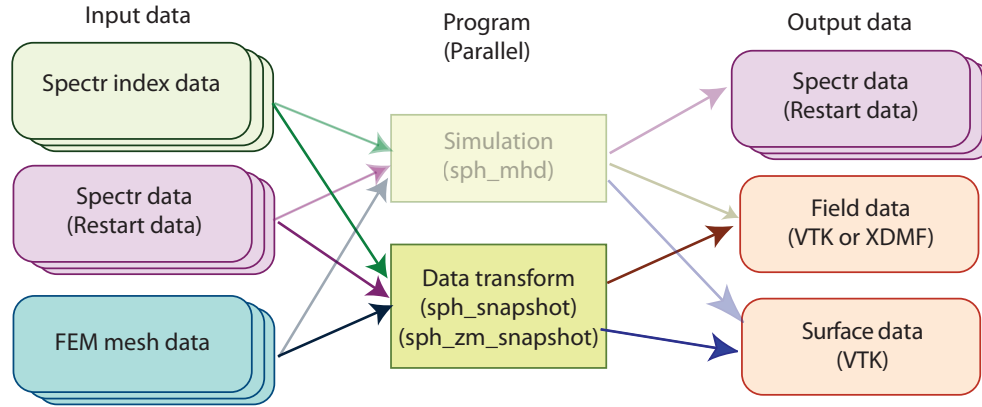 Input data
Program
(Parallel)
Output data
Spectr index data
Spectr data
(Restart data)
FEM mesh data
Simulation
(sph_mhd)
Data transform
(sph_snapshot)
(sph_zm_snapshot)
Spectr data
(Restart data)
Field data
(VTK or XDMF)
Surface data
(VTK)